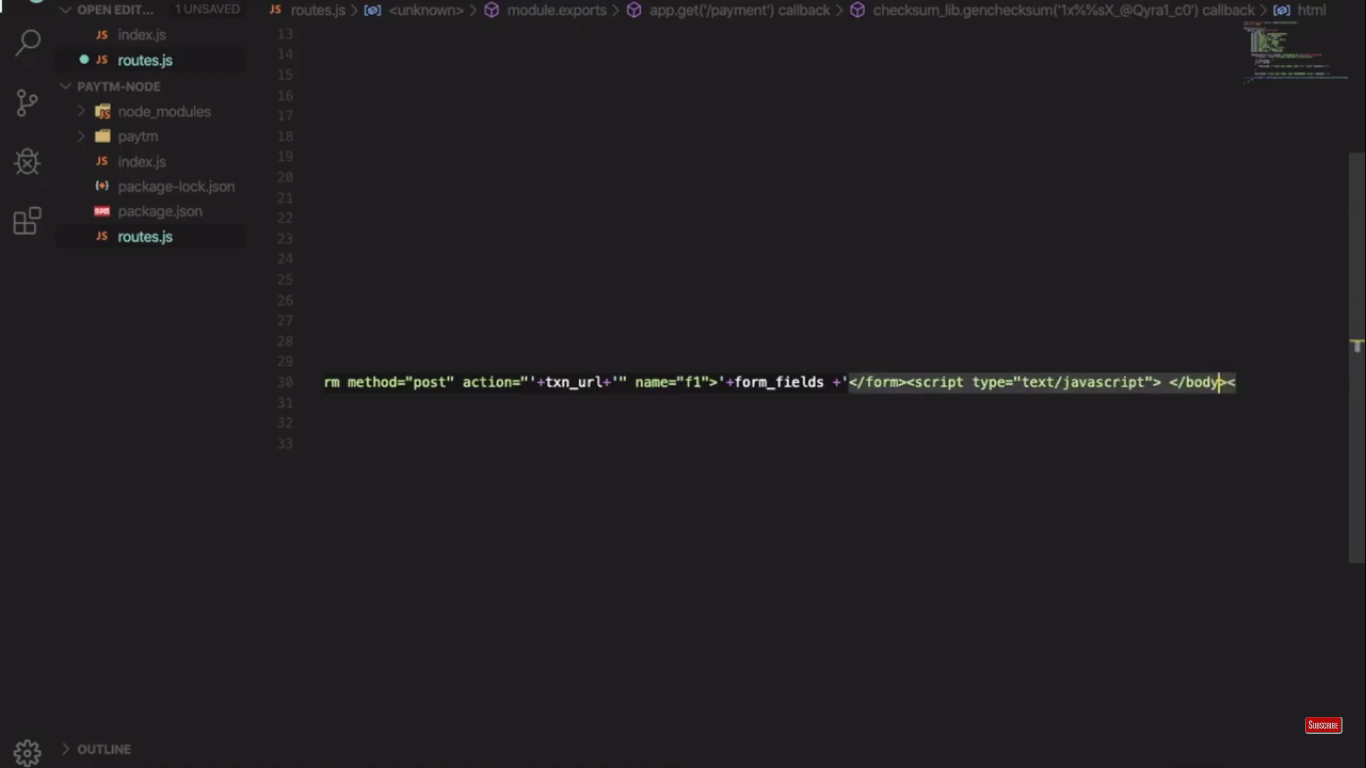 OPEN EDIT... 1 UNSAVED
JS index.js
JS routes.js
PAYTM-NODE
node_modules
paytm
JS index.js
package-lock.json
package.json
JS routes.js
OUTLINE
JS routes.js > <unknown> > module.exports > app.get('/payment') callback > checksum_lib.genchecksum('1x%%sX_@Qyra1_c0') callback > html
13
14
15
16
17
18
19
20
21
22
23
24
25
26
27
28
29
30 rm method="post" action="'+txn_url+'" name="f1">'+form_fields +'</form><script type="text/javascript"> </body><
31
32
33
SUBSCRIBE